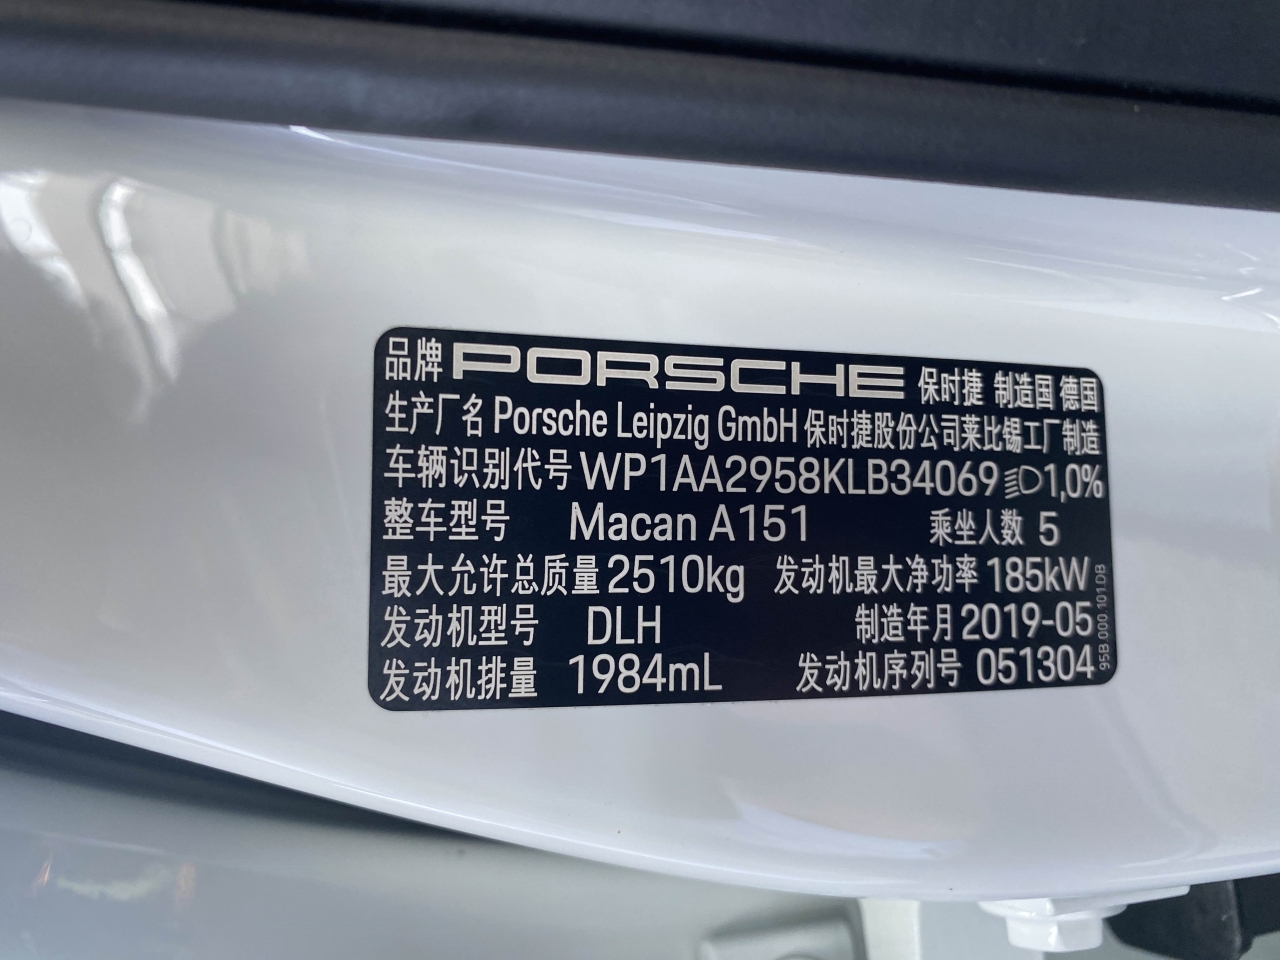 品牌 PORSCHE 保时捷 制造国 德国
生产厂名 Porsche Leipzig GmbH 保时捷股份公司莱比锡工厂制造
车辆识别代号 WP1AA2958KLB34069 1,0%
整车型号 Macan A151 乘坐人数 5
最大允许总质量 2510kg 发动机最大净功率 185kW
发动机型号 DLH 制造年月 2019-05
发动机排量 1984mL 发动机序列号 051304
95B.000.101.DB